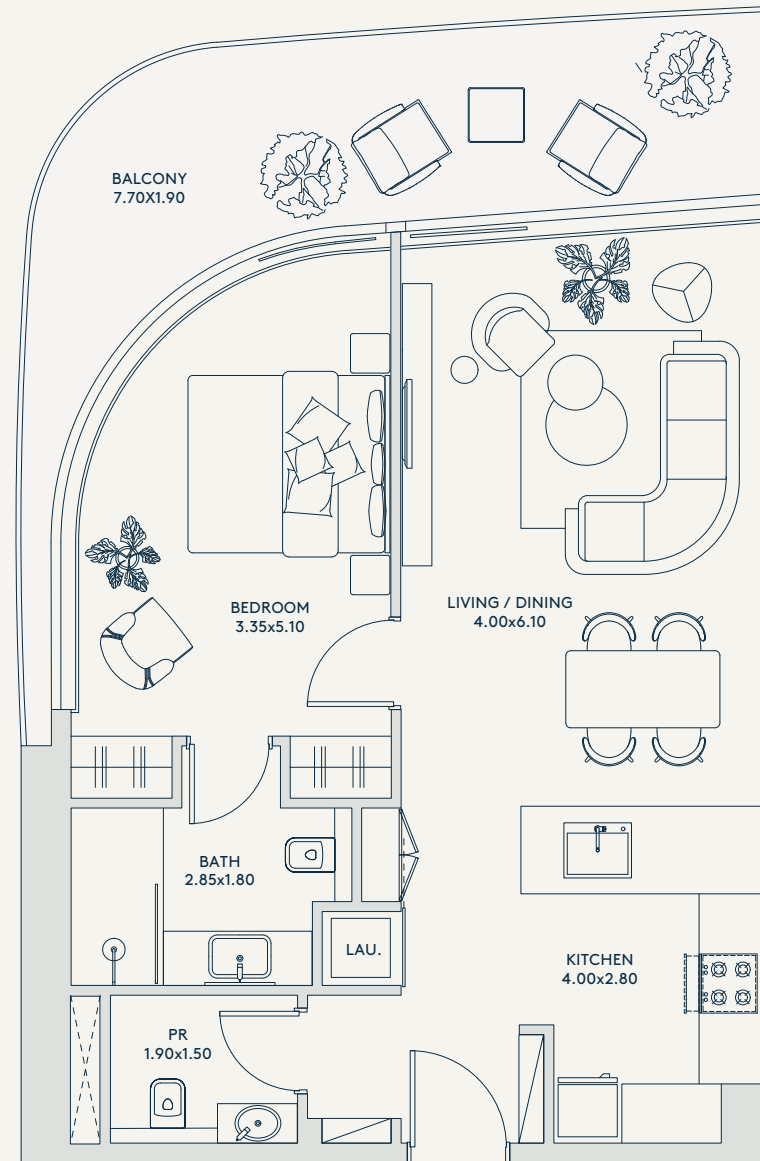 BALCONY
7.70X1.90
BEDROOM
3.35x5.10
LIVING / DINING
4.00x6.10
BATH
2.85x1.80
LAU.
KITCHEN
4.00x2.80
PR
1.90x1.50